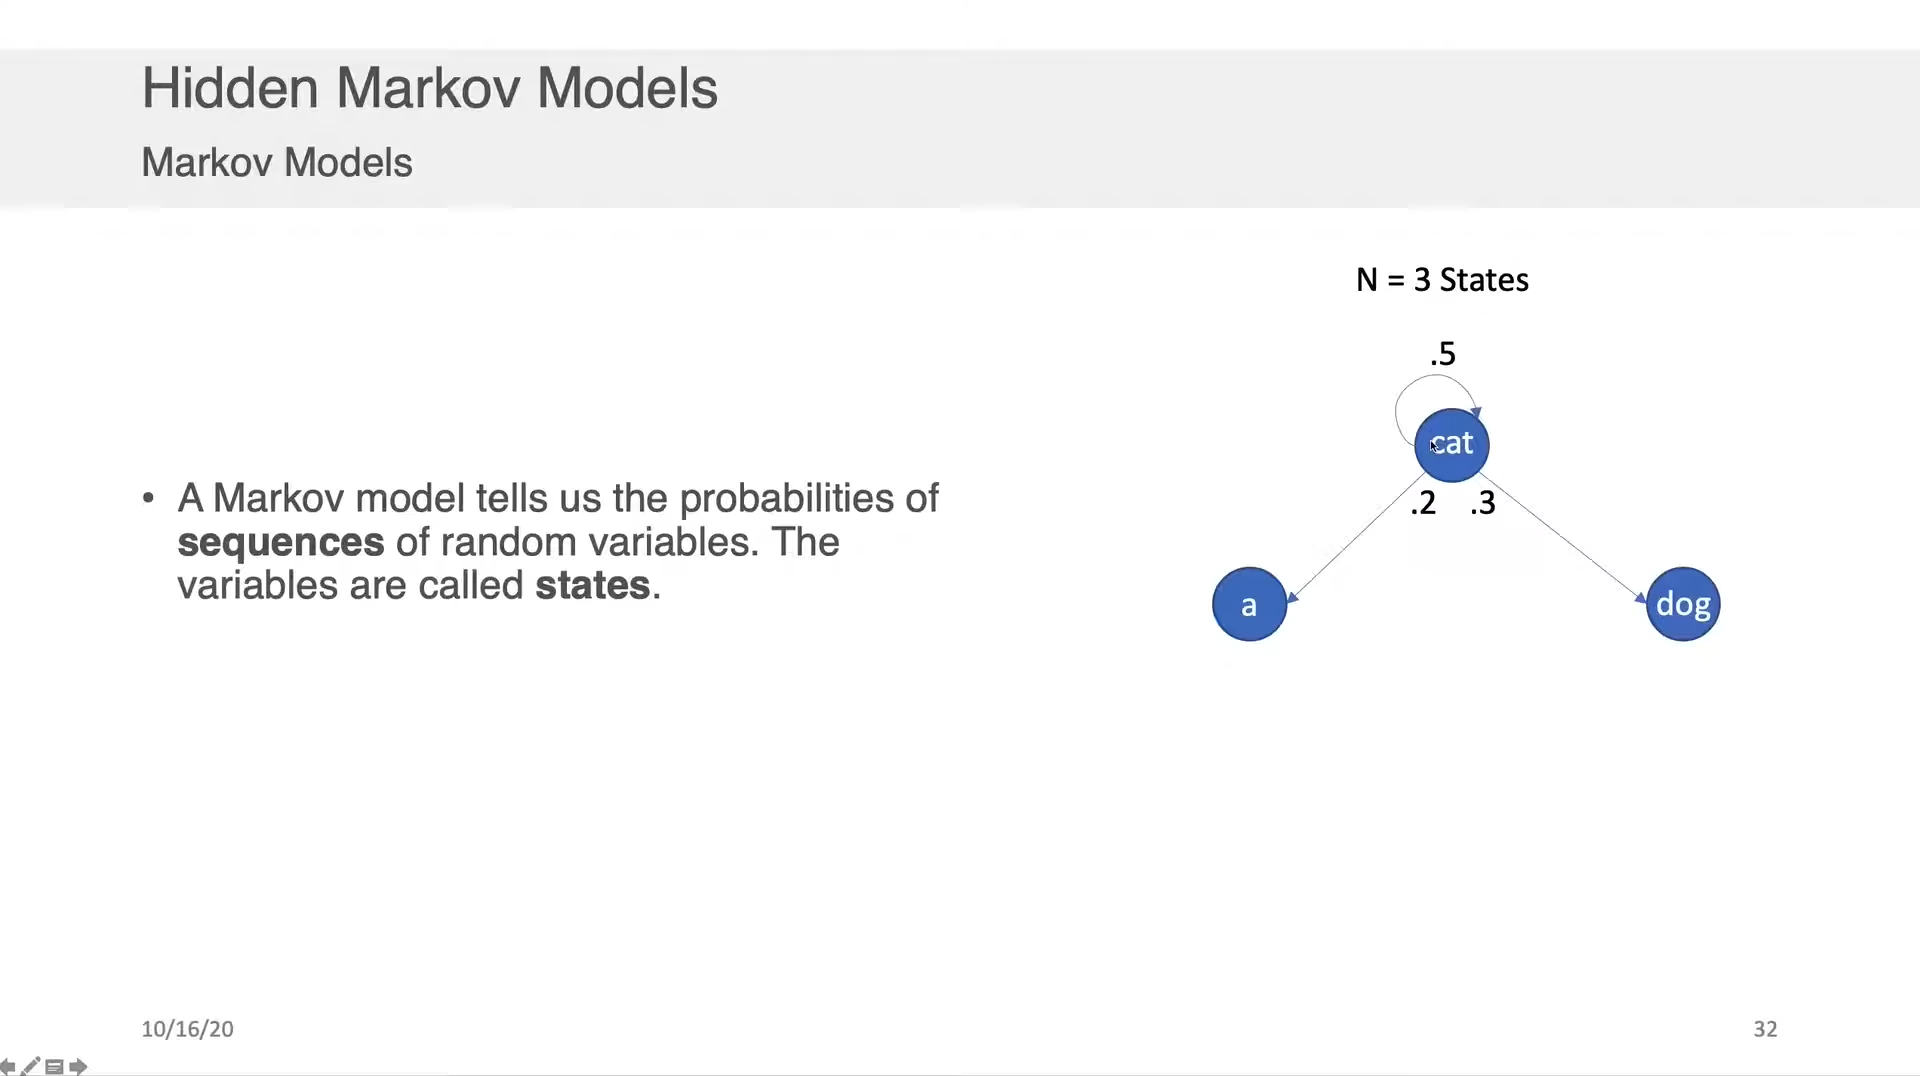 Hidden Markov Models
Markov Models
N = 3 States
.5
cat
.2 .3
a
dog
• A Markov model tells us the probabilities of
sequences of random variables. The
variables are called states.
10/16/20
32